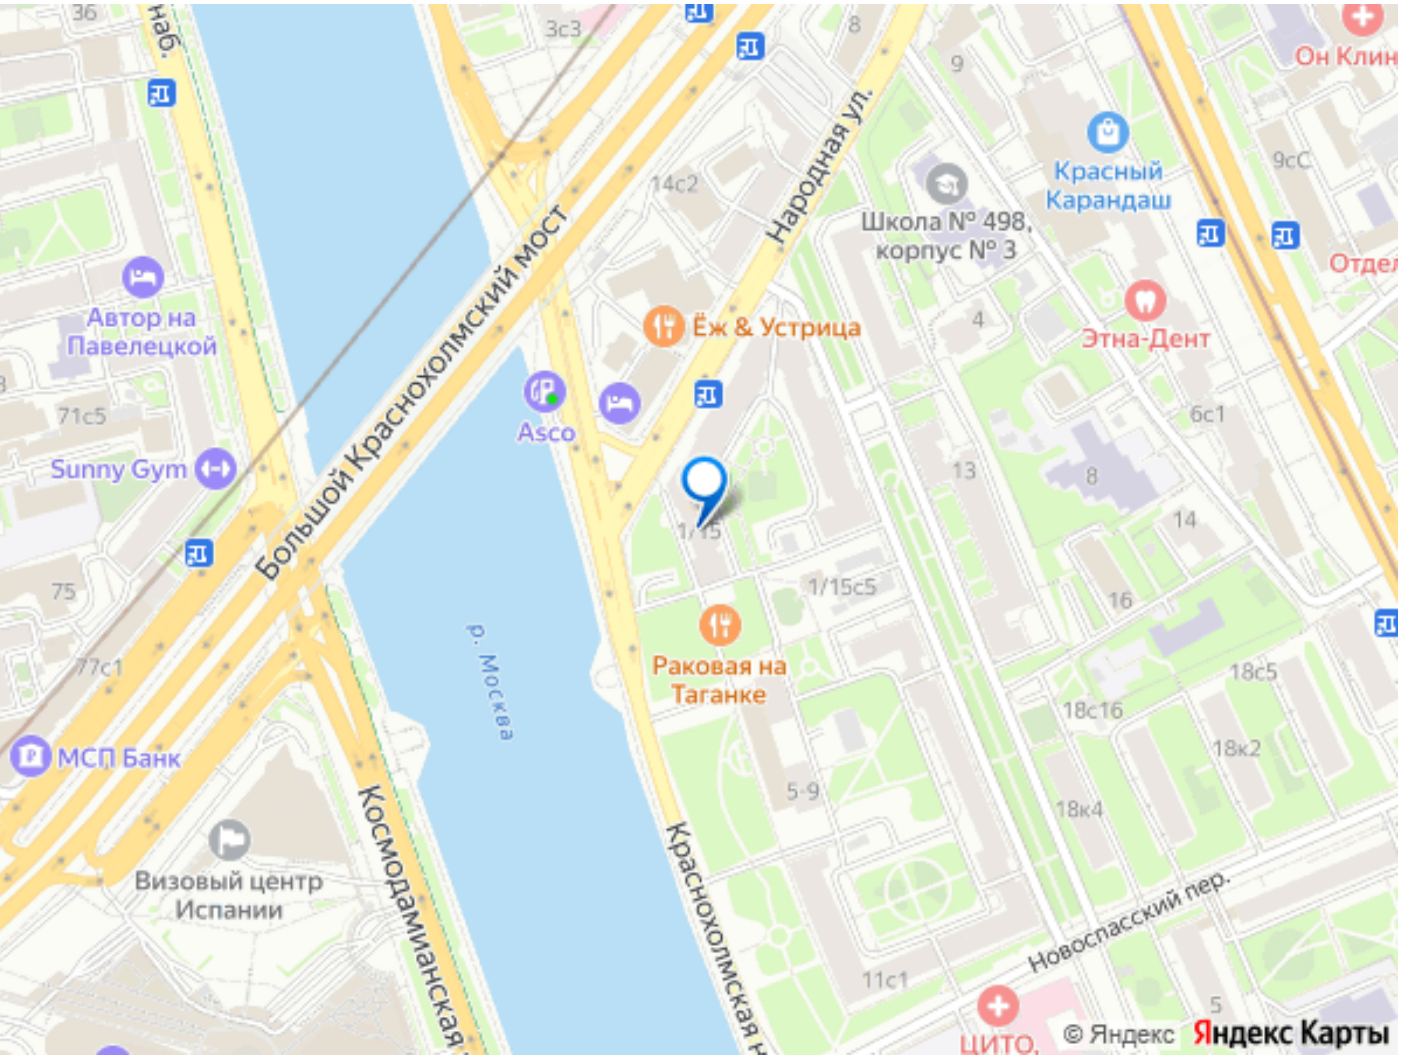 36
наб.
3с3
8
9
Он Клин
14с2
Народная ул.
Красный
Карандаш
9сС
Школа № 498,
корпус № 3
Большой Краснохолмский мост
Отдел
Автор на
Павелецкой
Ёж & Устрица
4
Этна-Дент
71с5
Asco
6с1
Sunny Gym
13
8
1/15
14
75
1/15с5
16
р. Москва
77с1
Раковая на
Таганке
18с5
18с16
МСП Банк
18к2
5-9
18к4
Космодамианская
Краснохолмская н
Визовый центр
Испании
Новоспасский пер.
11с1
5
ЦИТО,
© Яндекс Яндекс Карты